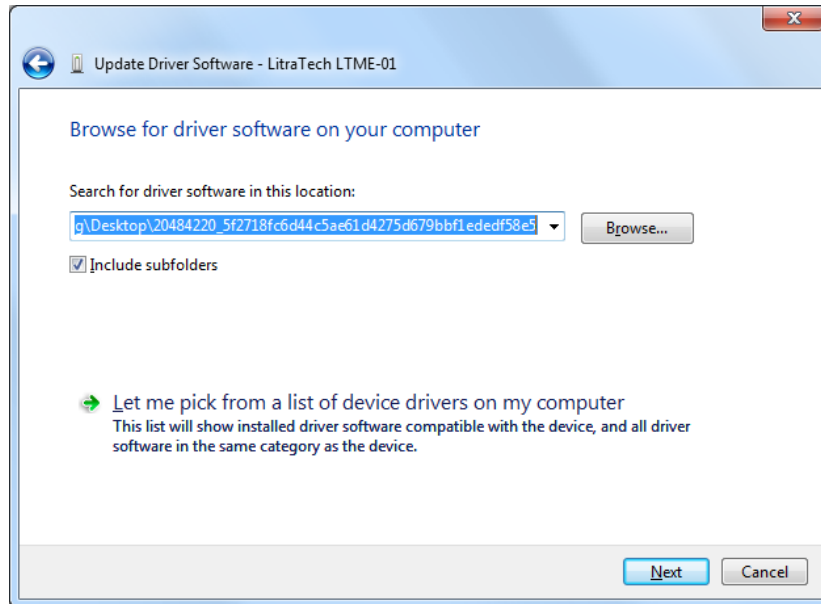 Update Driver Software - LitraTech LTME-01
Browse for driver software on your computer
Search for driver software in this location:
g\Desktop\20484220_5f2718fc6d44c5ae61d4275d679bbf1ededf58e5
Browse...
Include subfolders
Let me pick from a list of device drivers on my computer
This list will show installed driver software compatible with the device, and all driver
software in the same category as the device.
Next
Cancel